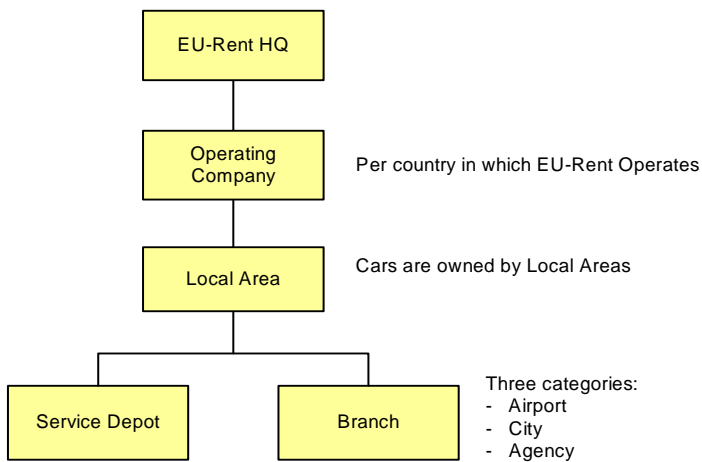 EU-Rent HQ
Operating
Company
Per country in which EU-Rent Operates
Local Area
Cars are owned by Local Areas
Service Depot
Branch
Three categories:
- Airport
- City
- Agency